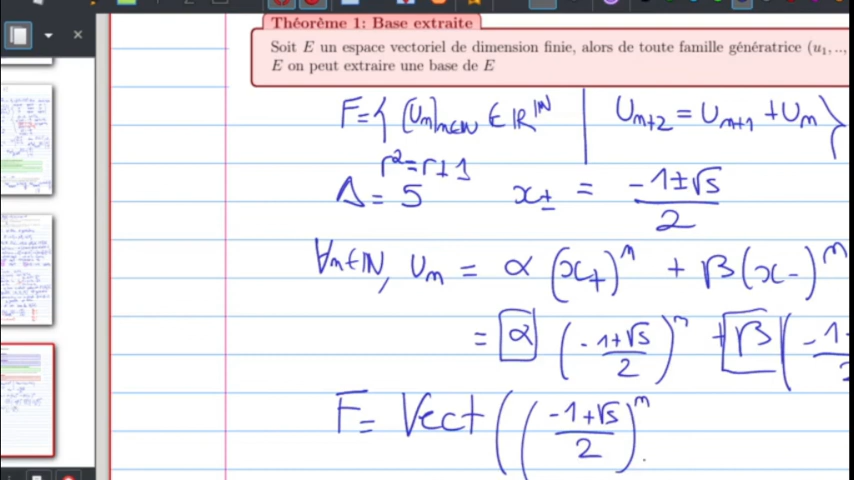 Théorème 1: Base extraite
Soit E un espace vectoriel de dimension finie, alors de toute famille génératrice (u₁,..,
E on peut extraire une base de E
F={ (Un)n∈ℕ ∈ ℝ^ℕ | Un+2 = Un+1 + Un }
r²=r+1
Δ = 5 x± = (-1±√5)/2
∀n∈ℕ, Un = α (x+)^n + β(x-)^n
= α ((-1+√5)/2)^n + β (-1
F= Vect ( ((-1+√5)/2)^n